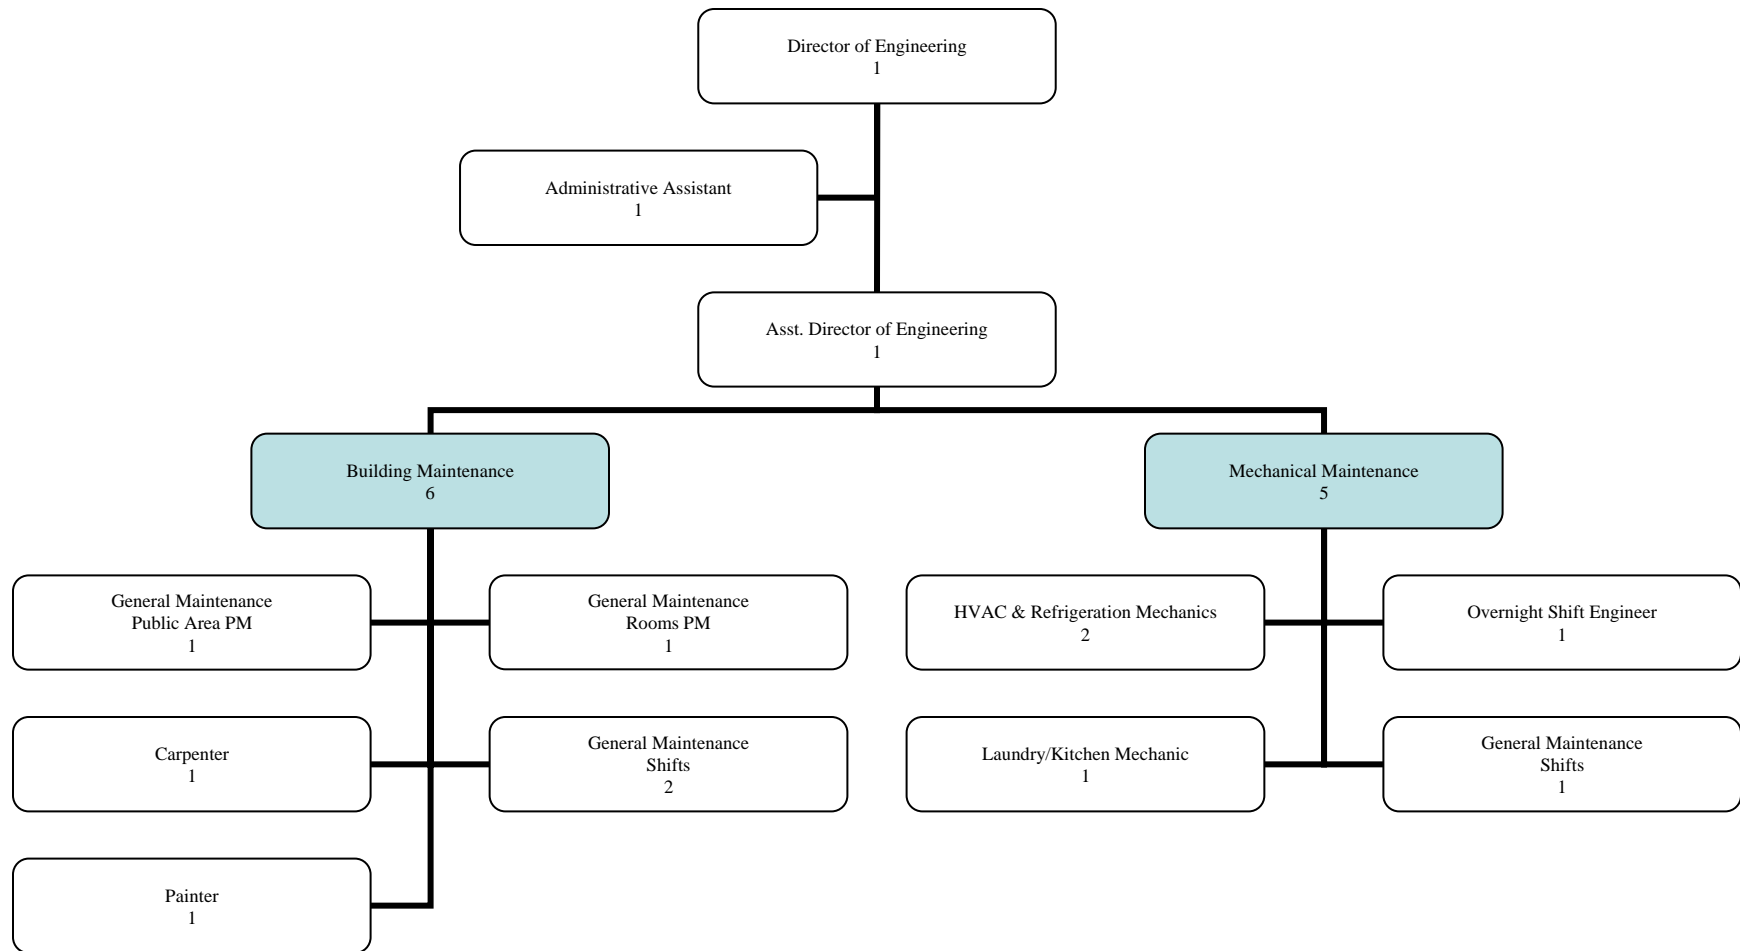 Director of Engineering
1
Administrative Assistant
1
Asst. Director of Engineering
1
Building Maintenance
6
Mechanical Maintenance
5
General Maintenance
Public Area PM
1
General Maintenance
Rooms PM
1
HVAC & Refrigeration Mechanics
2
Overnight Shift Engineer
1
Carpenter
1
General Maintenance
Shifts
2
Laundry/Kitchen Mechanic
1
General Maintenance
Shifts
1
Painter
1